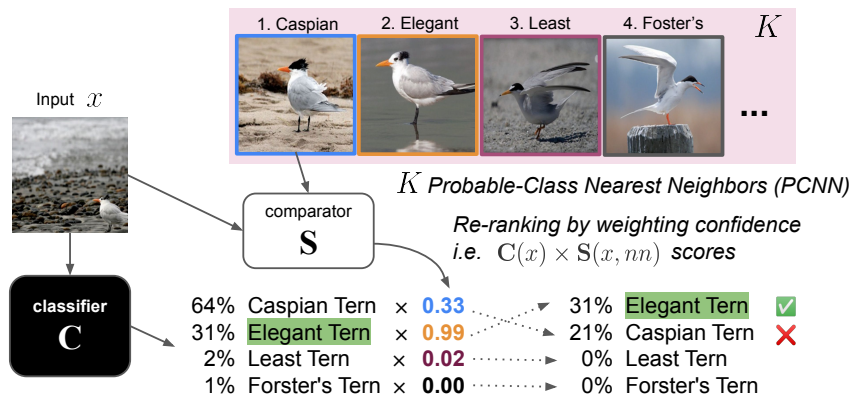 1. Caspian
2. Elegant
3. Least
4. Foster's
K
...
Input x
K Probable-Class Nearest Neighbors (PCNN)
comparator
S
Re-ranking by weighting confidence
i.e. C(x) × S(x, nn) scores
classifier
C
64% Caspian Tern × 0.33 31% Elegant Tern ✅
31% Elegant Tern × 0.99 21% Caspian Tern ❌
2% Least Tern × 0.02 0% Least Tern
1% Forster's Tern × 0.00 0% Forster's Tern